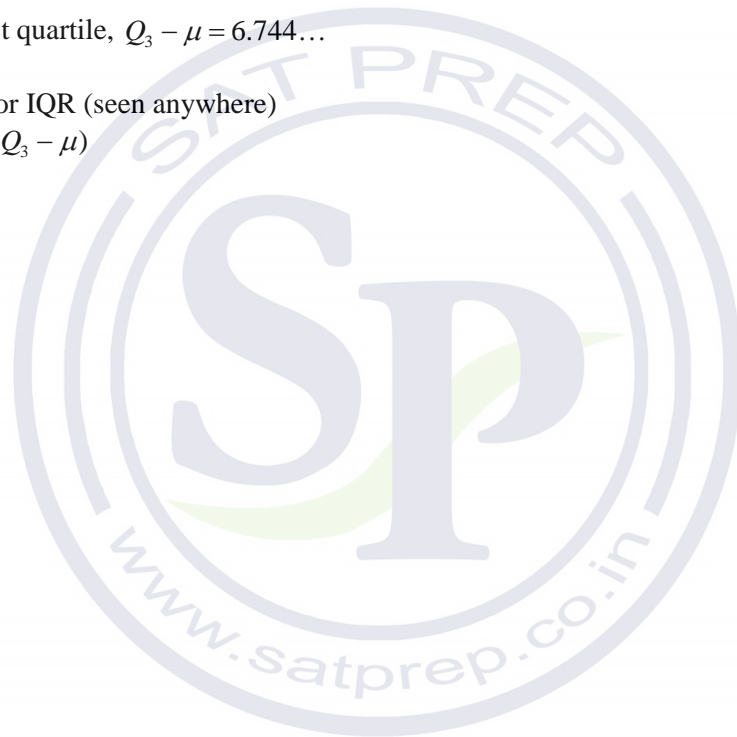 t quartile, Q₃ − μ = 6.744…
or IQR (seen anywhere)
Q₃ − μ)
SAT PREP
SP
www.satprep.co.in